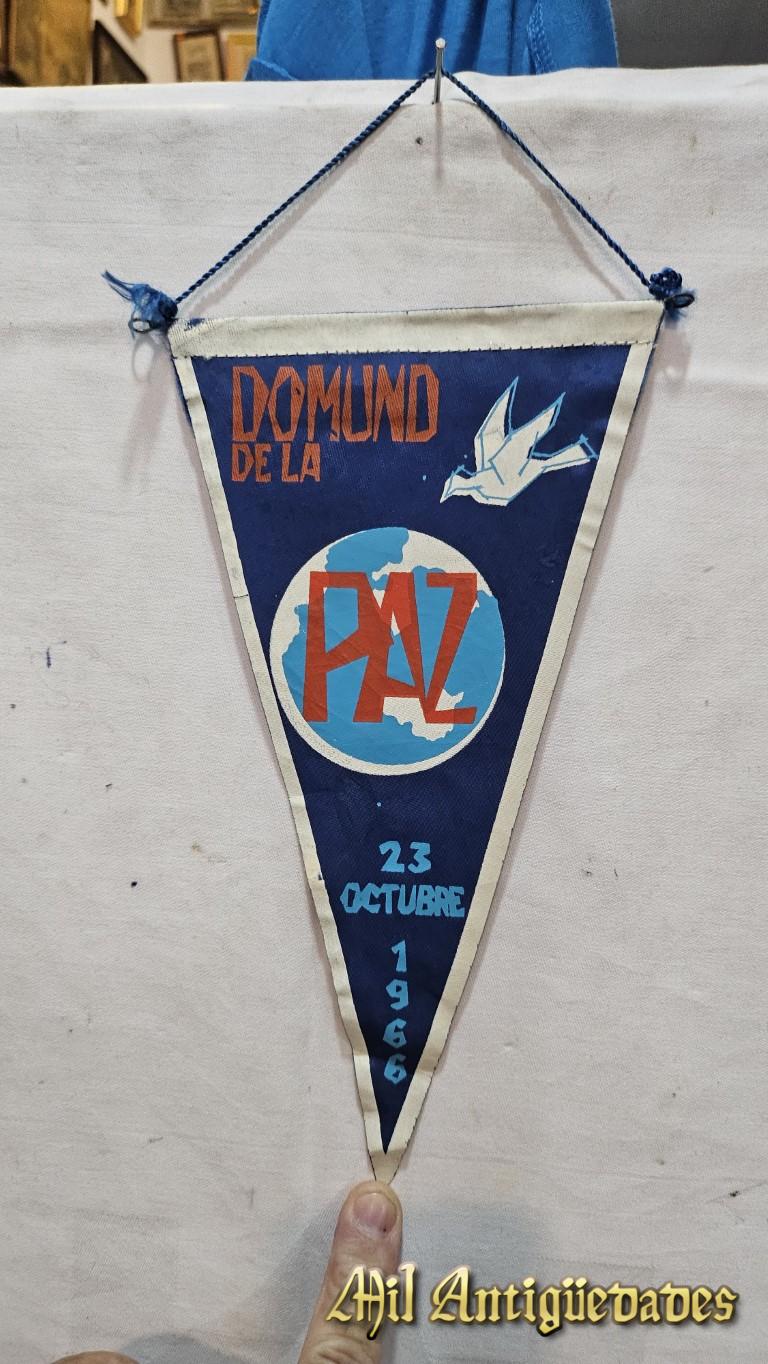 DOMUND
DE LA
PAZ
23
OCTUBRE
1
9
6
6
Mil Antigüedades